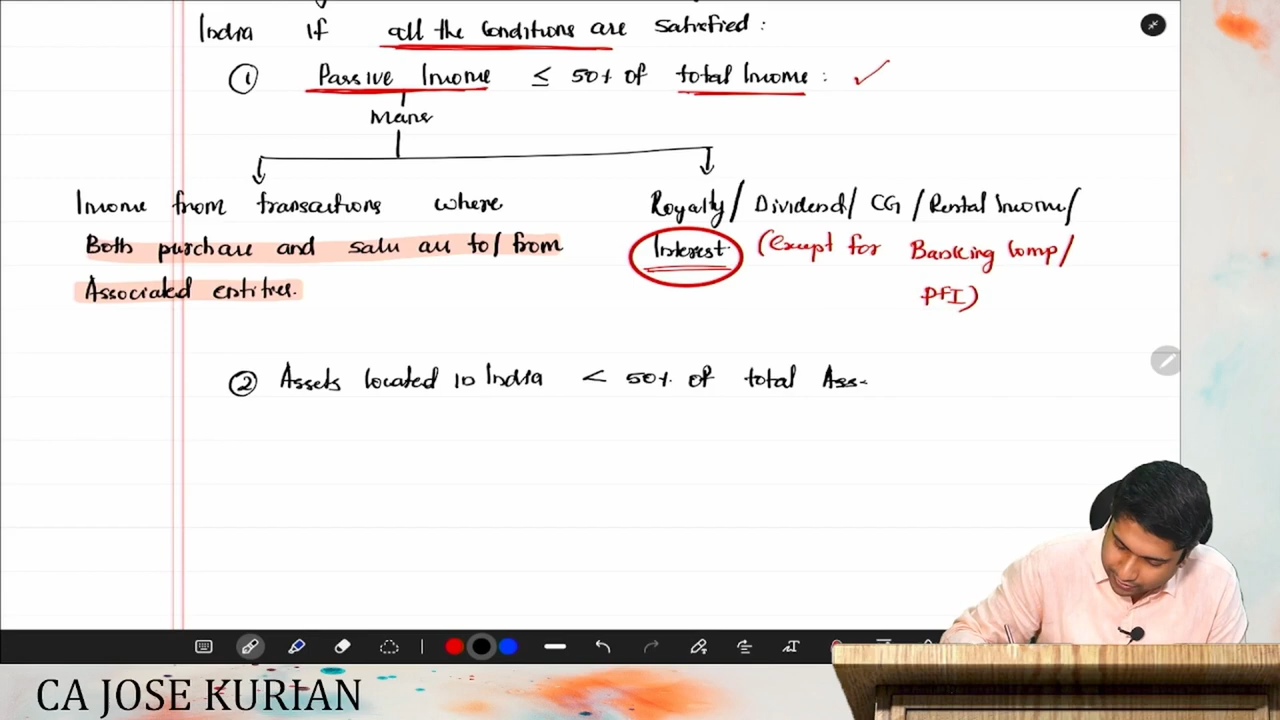 India if all the Conditions are satisfied :
① Passive Income ≤ 50% of total Income :
Means
Income from transactions where
Both purchase and sale are to/ from
Associated entities.
Royalty/ Dividend/ CG /Rental Income/
Interest (Except for Banking Comp/
PFI)
② Assets located in India < 50% of total Ass
CA JOSE KURIAN